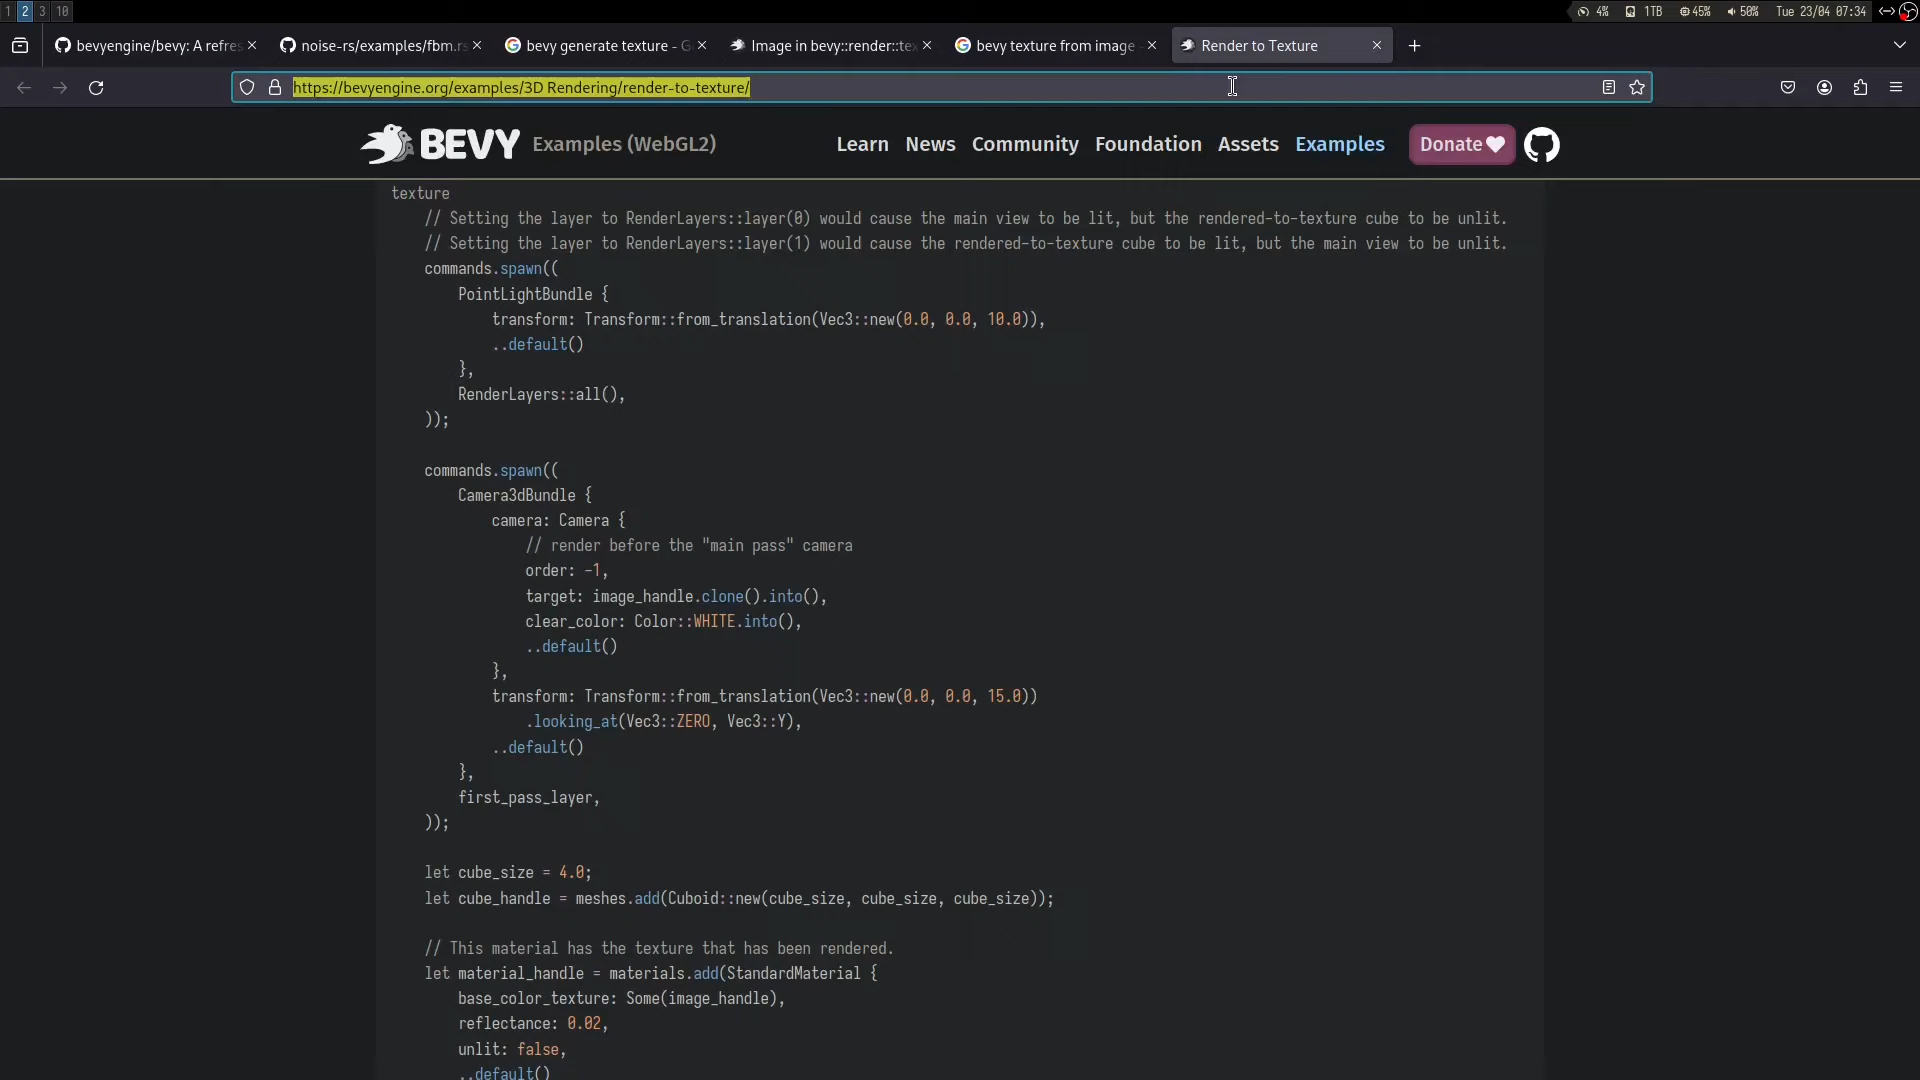 1 2 3 10
4% 1TB 45% 50% Tue 23/04 07:34
bevyengine/bevy: A refres
noise-rs/examples/fbm.rs
bevy generate texture - G
Image in bevy::render::tex
bevy texture from image
Render to Texture
https://bevyengine.org/examples/3D Rendering/render-to-texture/
BEVY Examples (WebGL2) Learn News Community Foundation Assets Examples Donate
texture
// Setting the layer to RenderLayers::layer(0) would cause the main view to be lit, but the rendered-to-texture cube to be unlit.
// Setting the layer to RenderLayers::layer(1) would cause the rendered-to-texture cube to be lit, but the main view to be unlit.
commands.spawn((
PointLightBundle {
transform: Transform::from_translation(Vec3::new(0.0, 0.0, 10.0)),
..default()
},
RenderLayers::all(),
));
commands.spawn((
Camera3dBundle {
camera: Camera {
// render before the "main pass" camera
order: -1,
target: image_handle.clone().into(),
clear_color: Color::WHITE.into(),
..default()
},
transform: Transform::from_translation(Vec3::new(0.0, 0.0, 15.0))
.looking_at(Vec3::ZERO, Vec3::Y),
..default()
},
first_pass_layer,
));
let cube_size = 4.0;
let cube_handle = meshes.add(Cuboid::new(cube_size, cube_size, cube_size));
// This material has the texture that has been rendered.
let material_handle = materials.add(StandardMaterial {
base_color_texture: Some(image_handle),
reflectance: 0.02,
unlit: false,
..default()